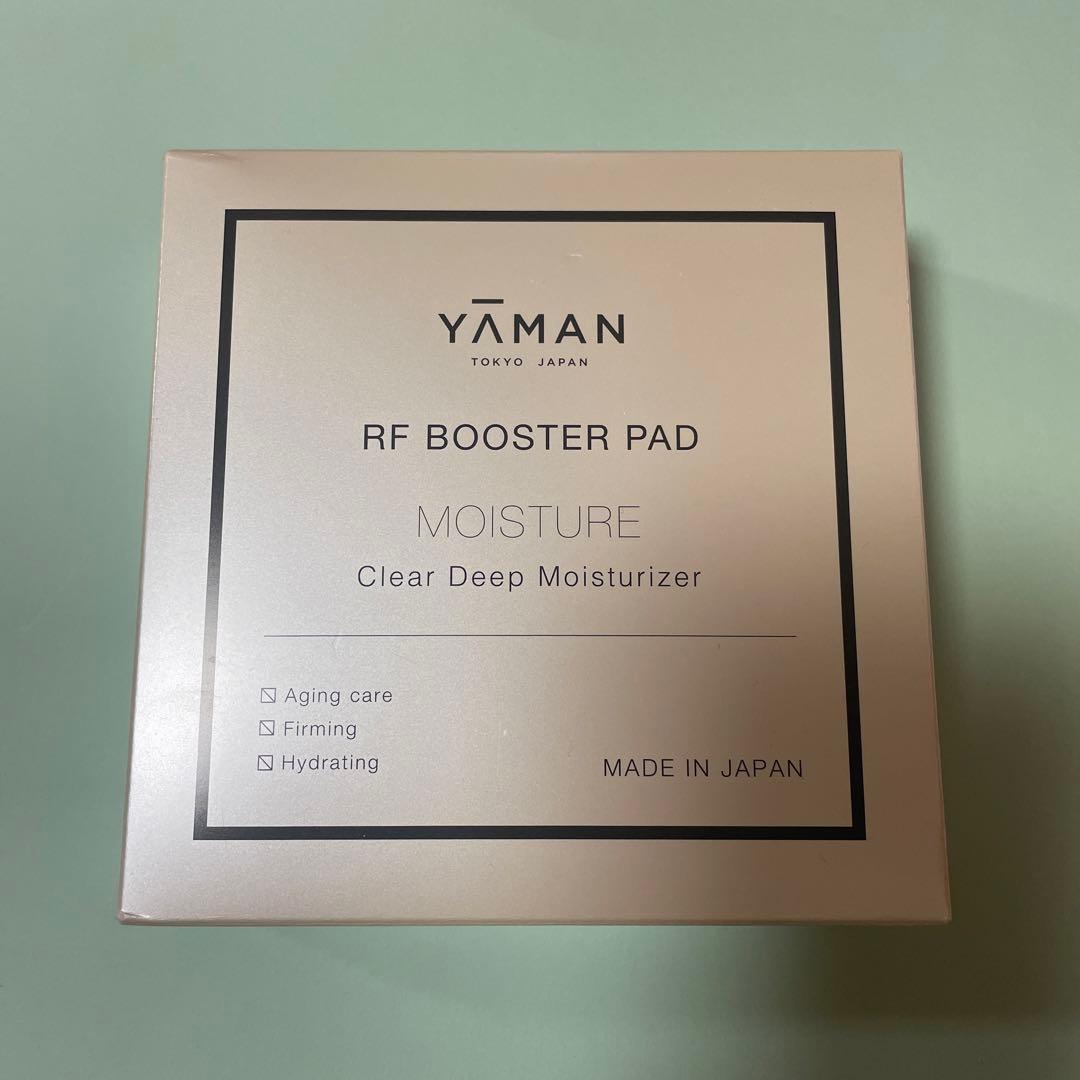 YĀMAN
TOKYO JAPAN
RF BOOSTER PAD
MOISTURE
Clear Deep Moisturizer
Aging care
Firming
Hydrating
MADE IN JAPAN